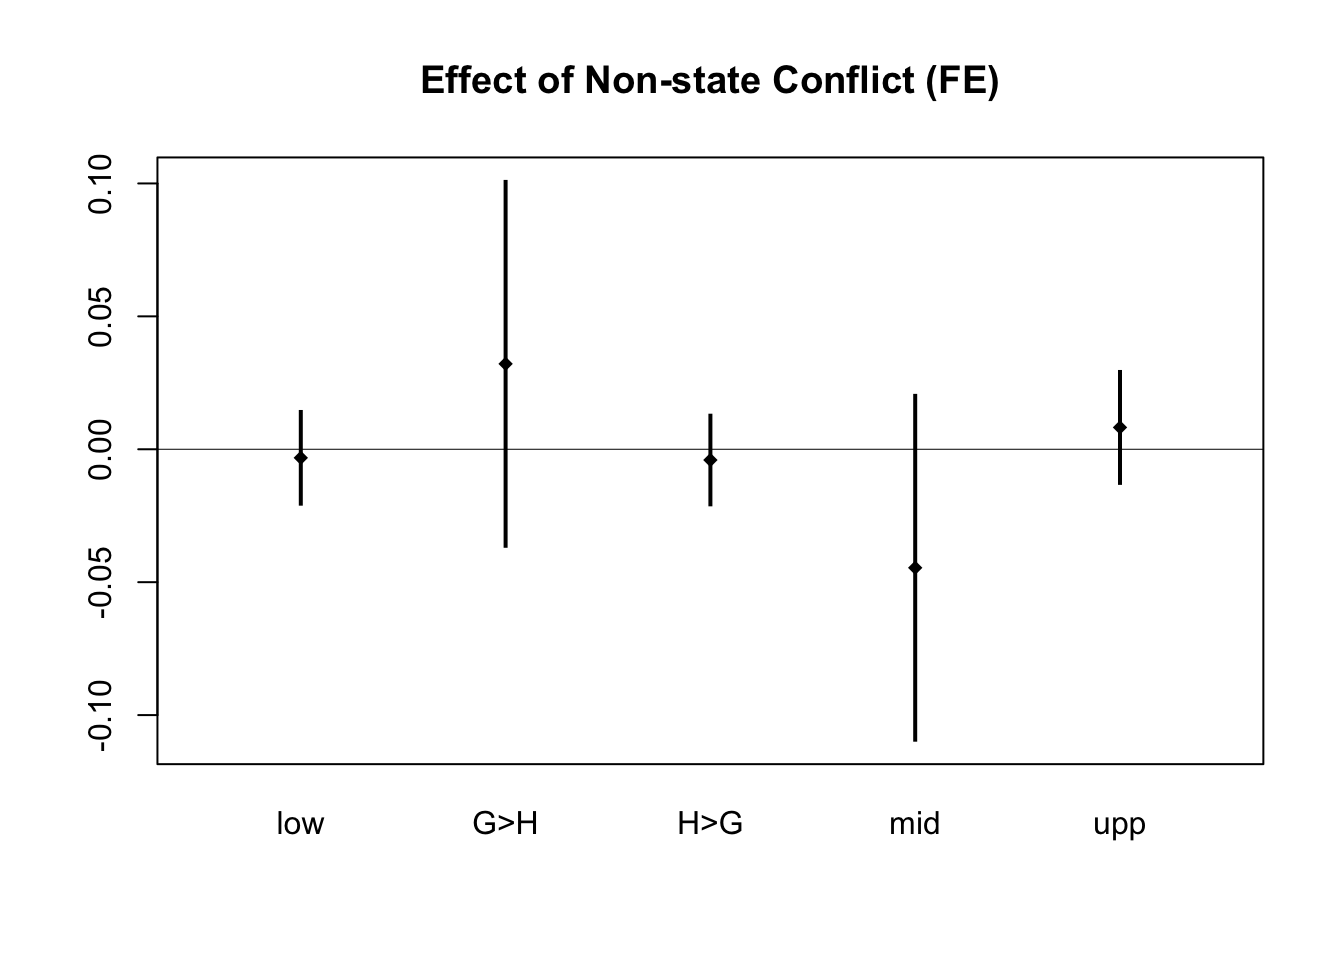 Effect of Non-state Conflict (FE)
0.10
0.05
0.00
-0.05
-0.10
low G>H H>G mid upp